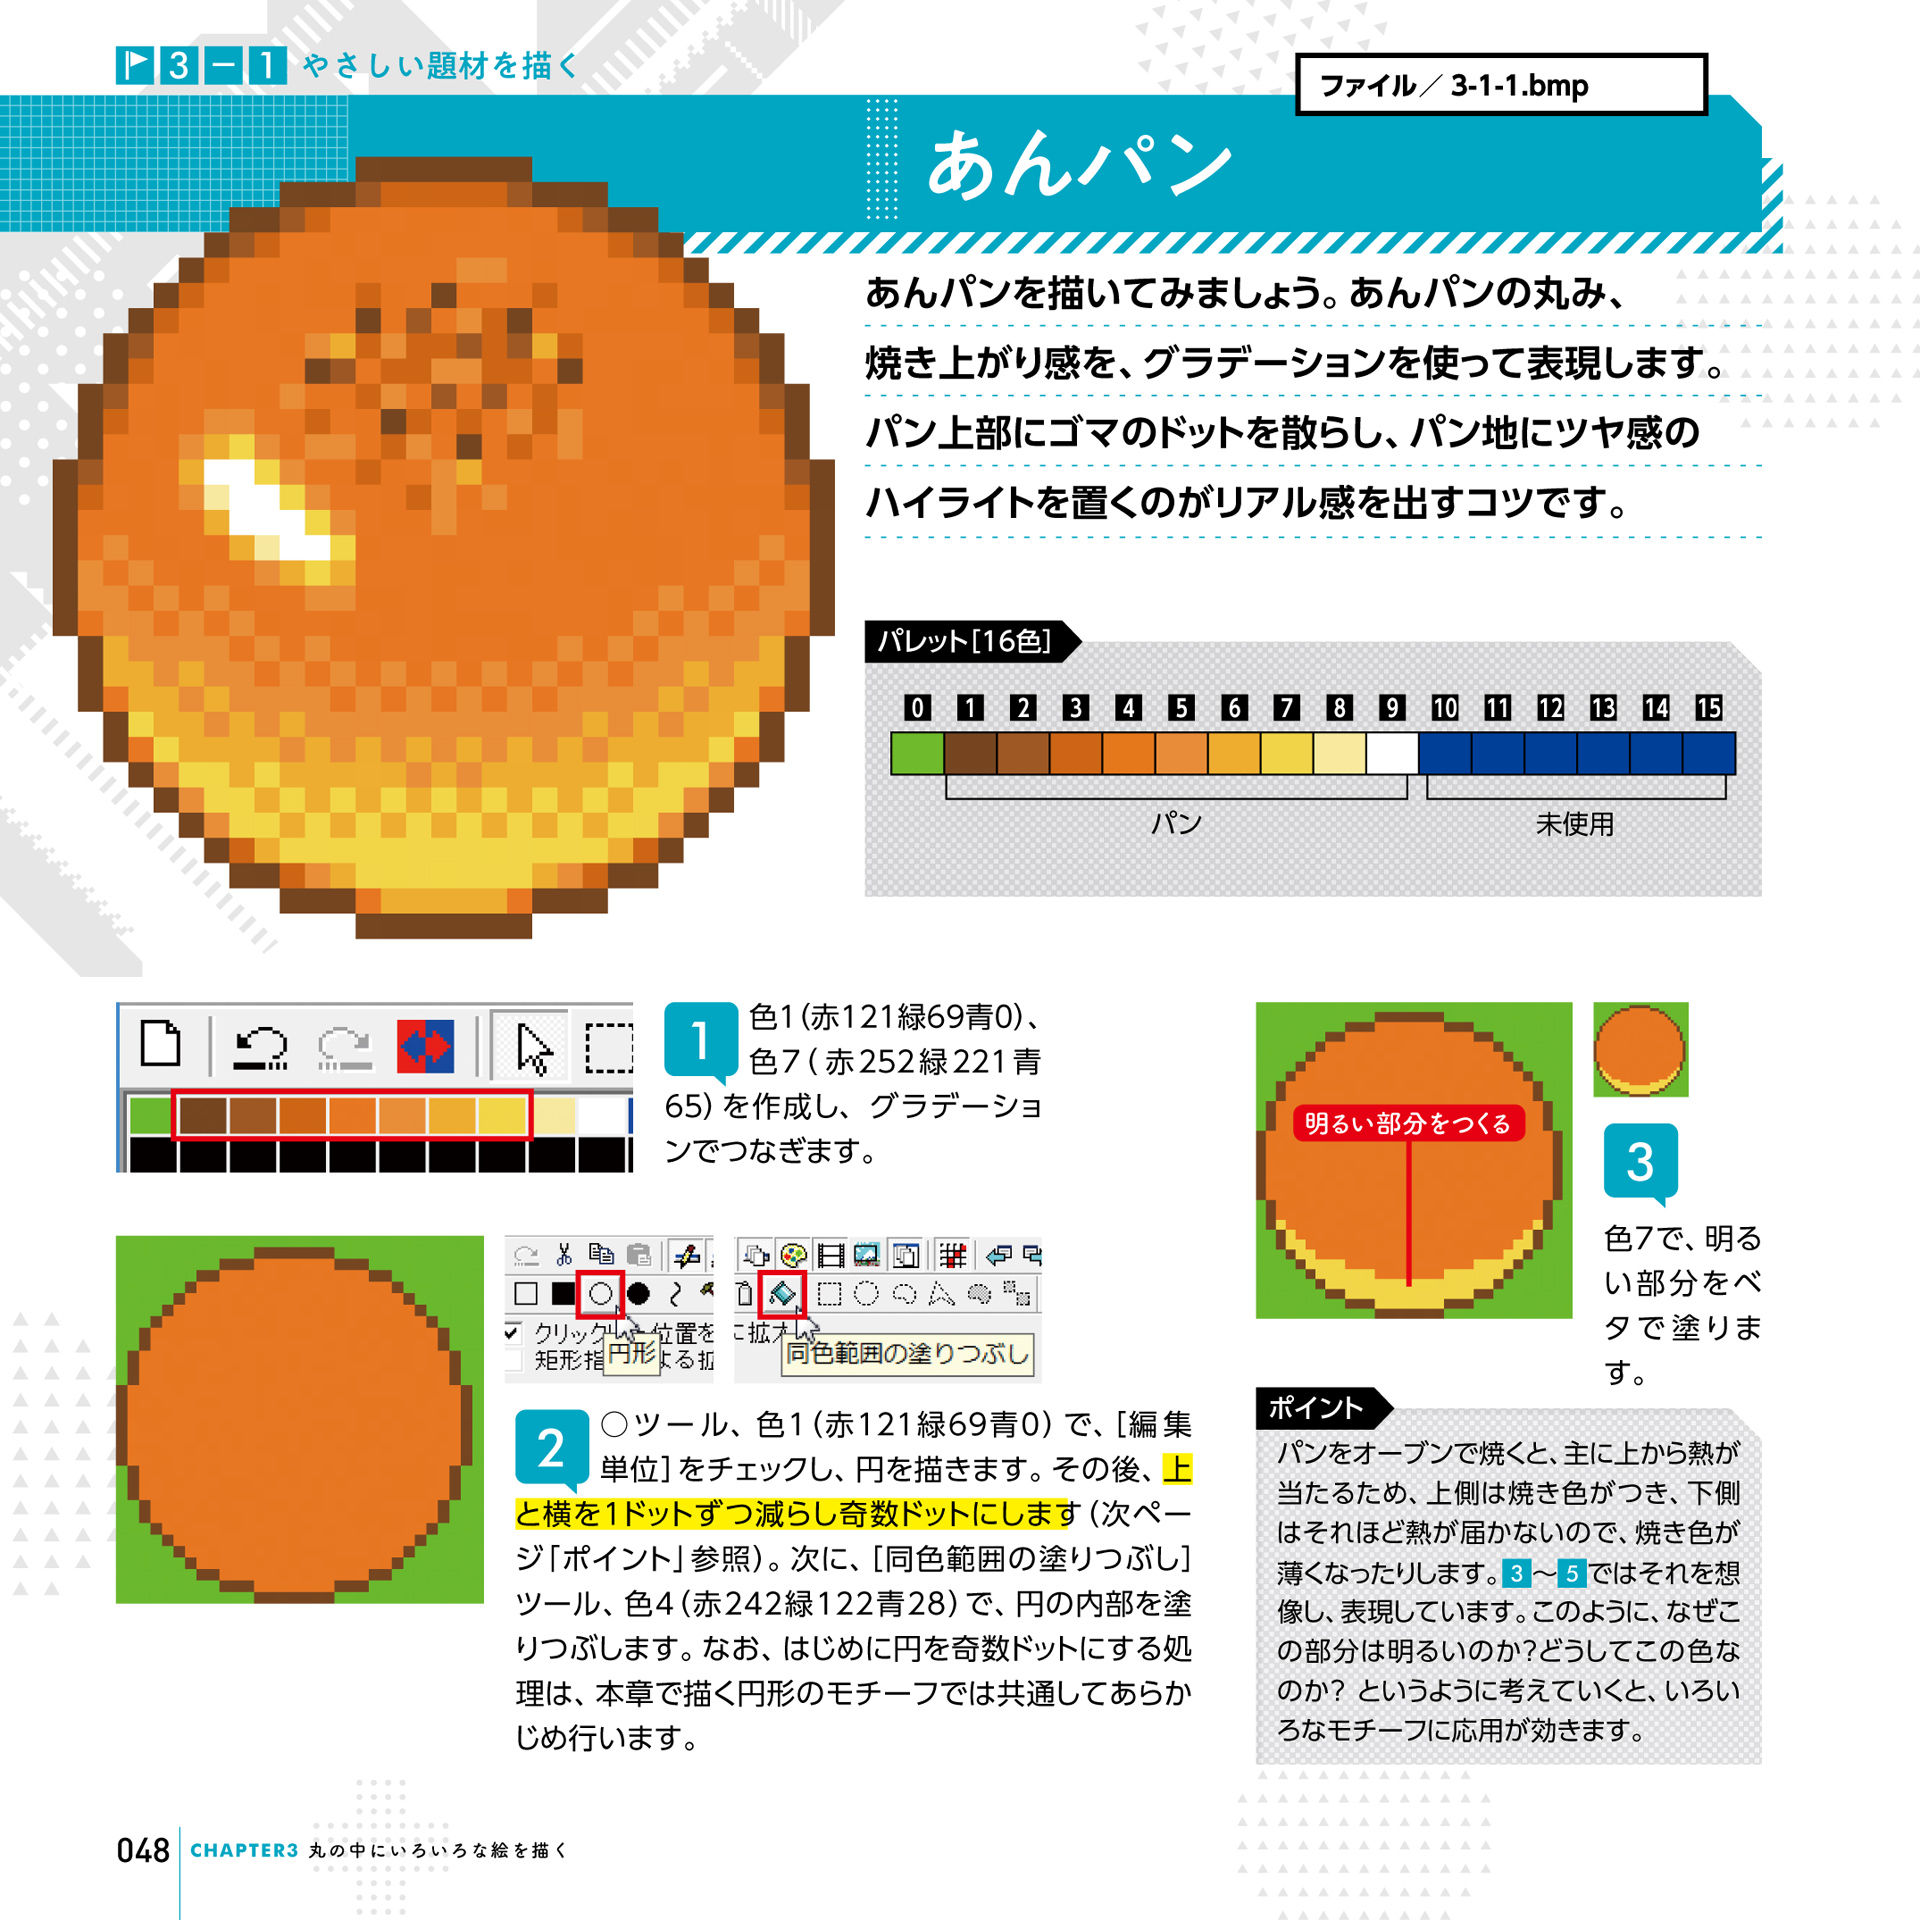 3-1 やさしい題材を描く
ファイル／3-1-1.bmp
あんパン
あんパンを描いてみましょう。あんパンの丸み、
焼き上がり感を、グラデーションを使って表現します。
パン上部にゴマのドットを散らし、パン地にツヤ感の
ハイライトを置くのがリアル感を出すコツです。
パレット[16色]
0 1 2 3 4 5 6 7 8 9 10 11 12 13 14 15
パン
未使用
1
色1（赤121緑69青0）、
色7（赤252緑221青
65）を作成し、グラデーショ
ンでつなぎます。
クリック
位置を
に拡大
矩形指
よる拡
円形
同色範囲の塗りつぶし
2
○ツール、色1（赤121緑69青0）で、［編集
単位］をチェックし、円を描きます。その後、上
と横を1ドットずつ減らし奇数ドットにします（次ペー
ジ「ポイント」参照）。次に、［同色範囲の塗りつぶし］
ツール、色4（赤242緑122青28）で、円の内部を塗
りつぶします。なお、はじめに円を奇数ドットにする処
理は、本章で描く円形のモチーフでは共通してあらか
じめ行います。
明るい部分をつくる
3
色7で、明る
い部分をベ
タで塗りま
す。
ポイント
パンをオーブンで焼くと、主に上から熱が
当たるため、上側は焼き色がつき、下側
はそれほど熱が届かないので、焼き色が
薄くなったりします。3～5ではそれを想
像し、表現しています。このように、なぜこ
の部分は明るいのか？どうしてこの色な
のか？ というように考えていくと、いろい
ろなモチーフに応用が効きます。
048 CHAPTER3 丸の中にいろいろな絵を描く